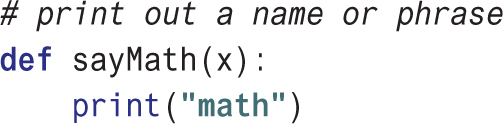 # print out a name or phrase
def sayMath(x):
    print("math")